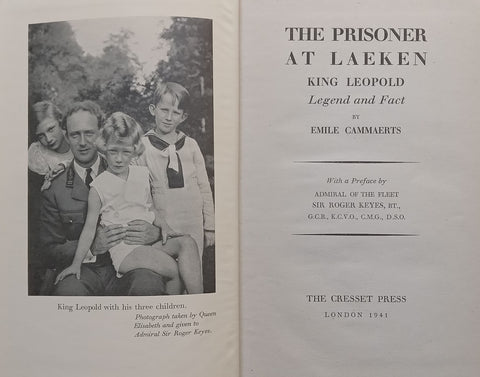 King Leopold with his three children.
Photograph taken by Queen
Elisabeth and given to
Admiral Sir Roger Keyes.
THE PRISONER
AT LAEKEN
KING LEOPOLD
Legend and Fact
BY
EMILE CAMMAERTS
With a Preface by
ADMIRAL OF THE FLEET
SIR ROGER KEYES, BT.,
G.C.B., K.C.V.O., C.M.G., D.S.O.
THE CRESSET PRESS
LONDON 1941